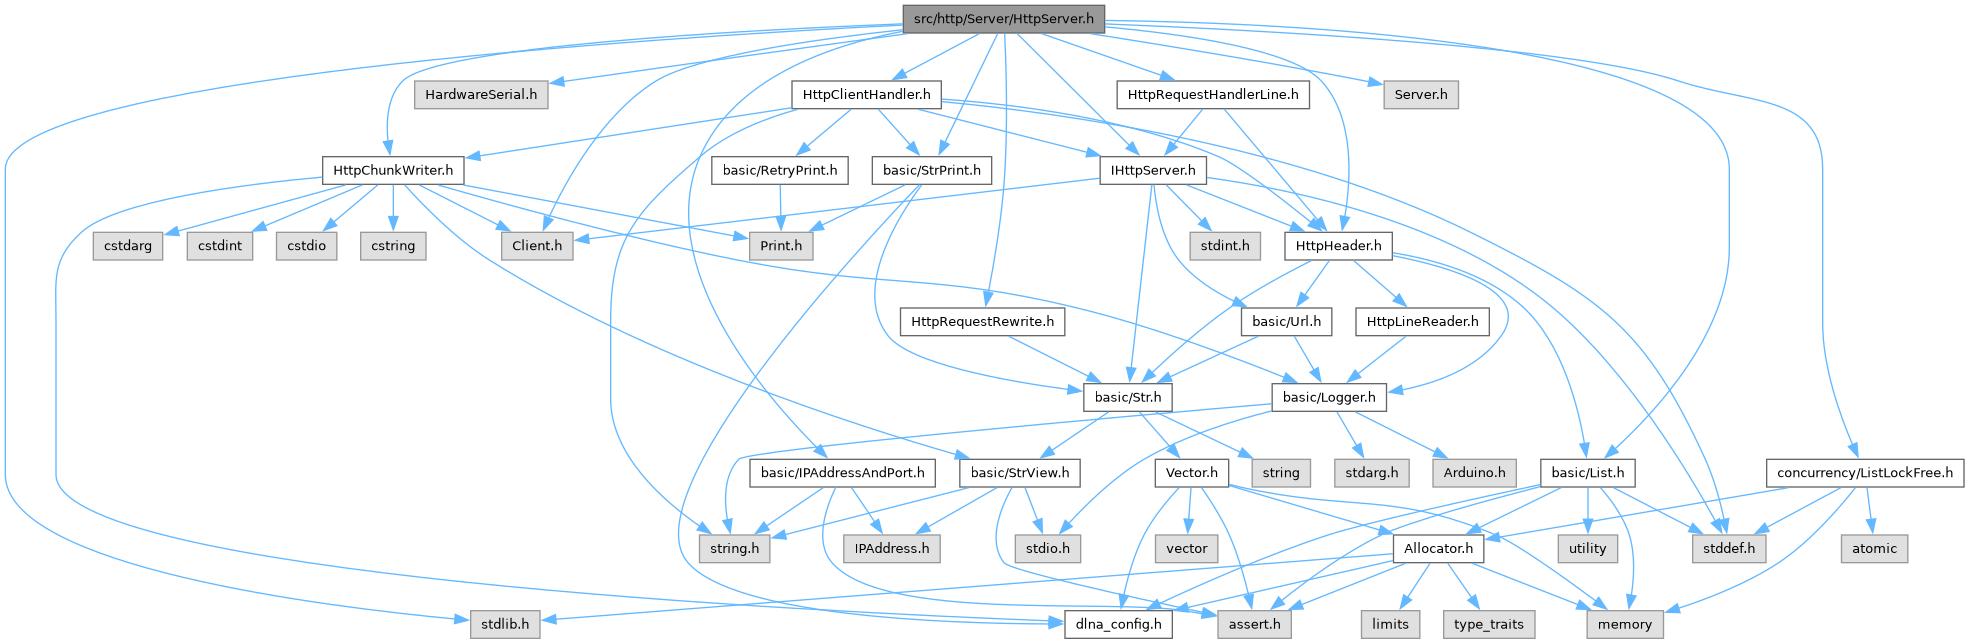 src/http/Server/HttpServer.h
HardwareSerial.h
HttpClientHandler.h
HttpRequestHandlerLine.h
Server.h
HttpChunkWriter.h
basic/RetryPrint.h
basic/StrPrint.h
IHttpServer.h
cstdarg
cstdint
cstdio
cstring
Client.h
Print.h
stdint.h
HttpHeader.h
HttpRequestRewrite.h
basic/Url.h
HttpLineReader.h
basic/Str.h
basic/Logger.h
basic/IPAddressAndPort.h
basic/StrView.h
Vector.h
string
stdarg.h
Arduino.h
basic/List.h
concurrency/ListLockFree.h
string.h
IPAddress.h
stdio.h
vector
Allocator.h
utility
stddef.h
atomic
stdlib.h
dlna_config.h
assert.h
limits
type_traits
memory